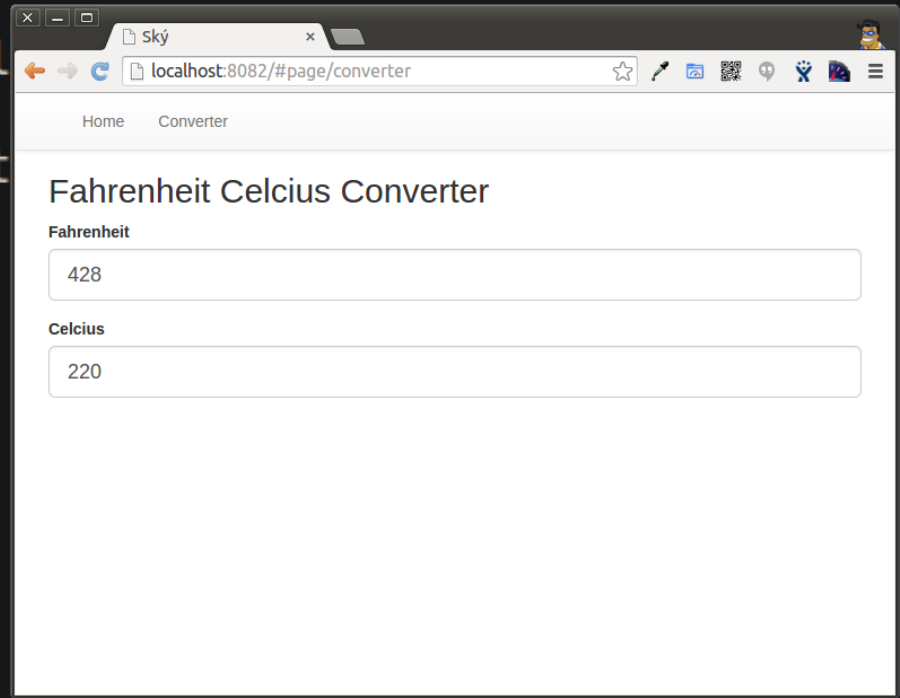 Ský
localhost:8082/#page/converter
Home Converter
Fahrenheit Celcius Converter
Fahrenheit
428
Celcius
220